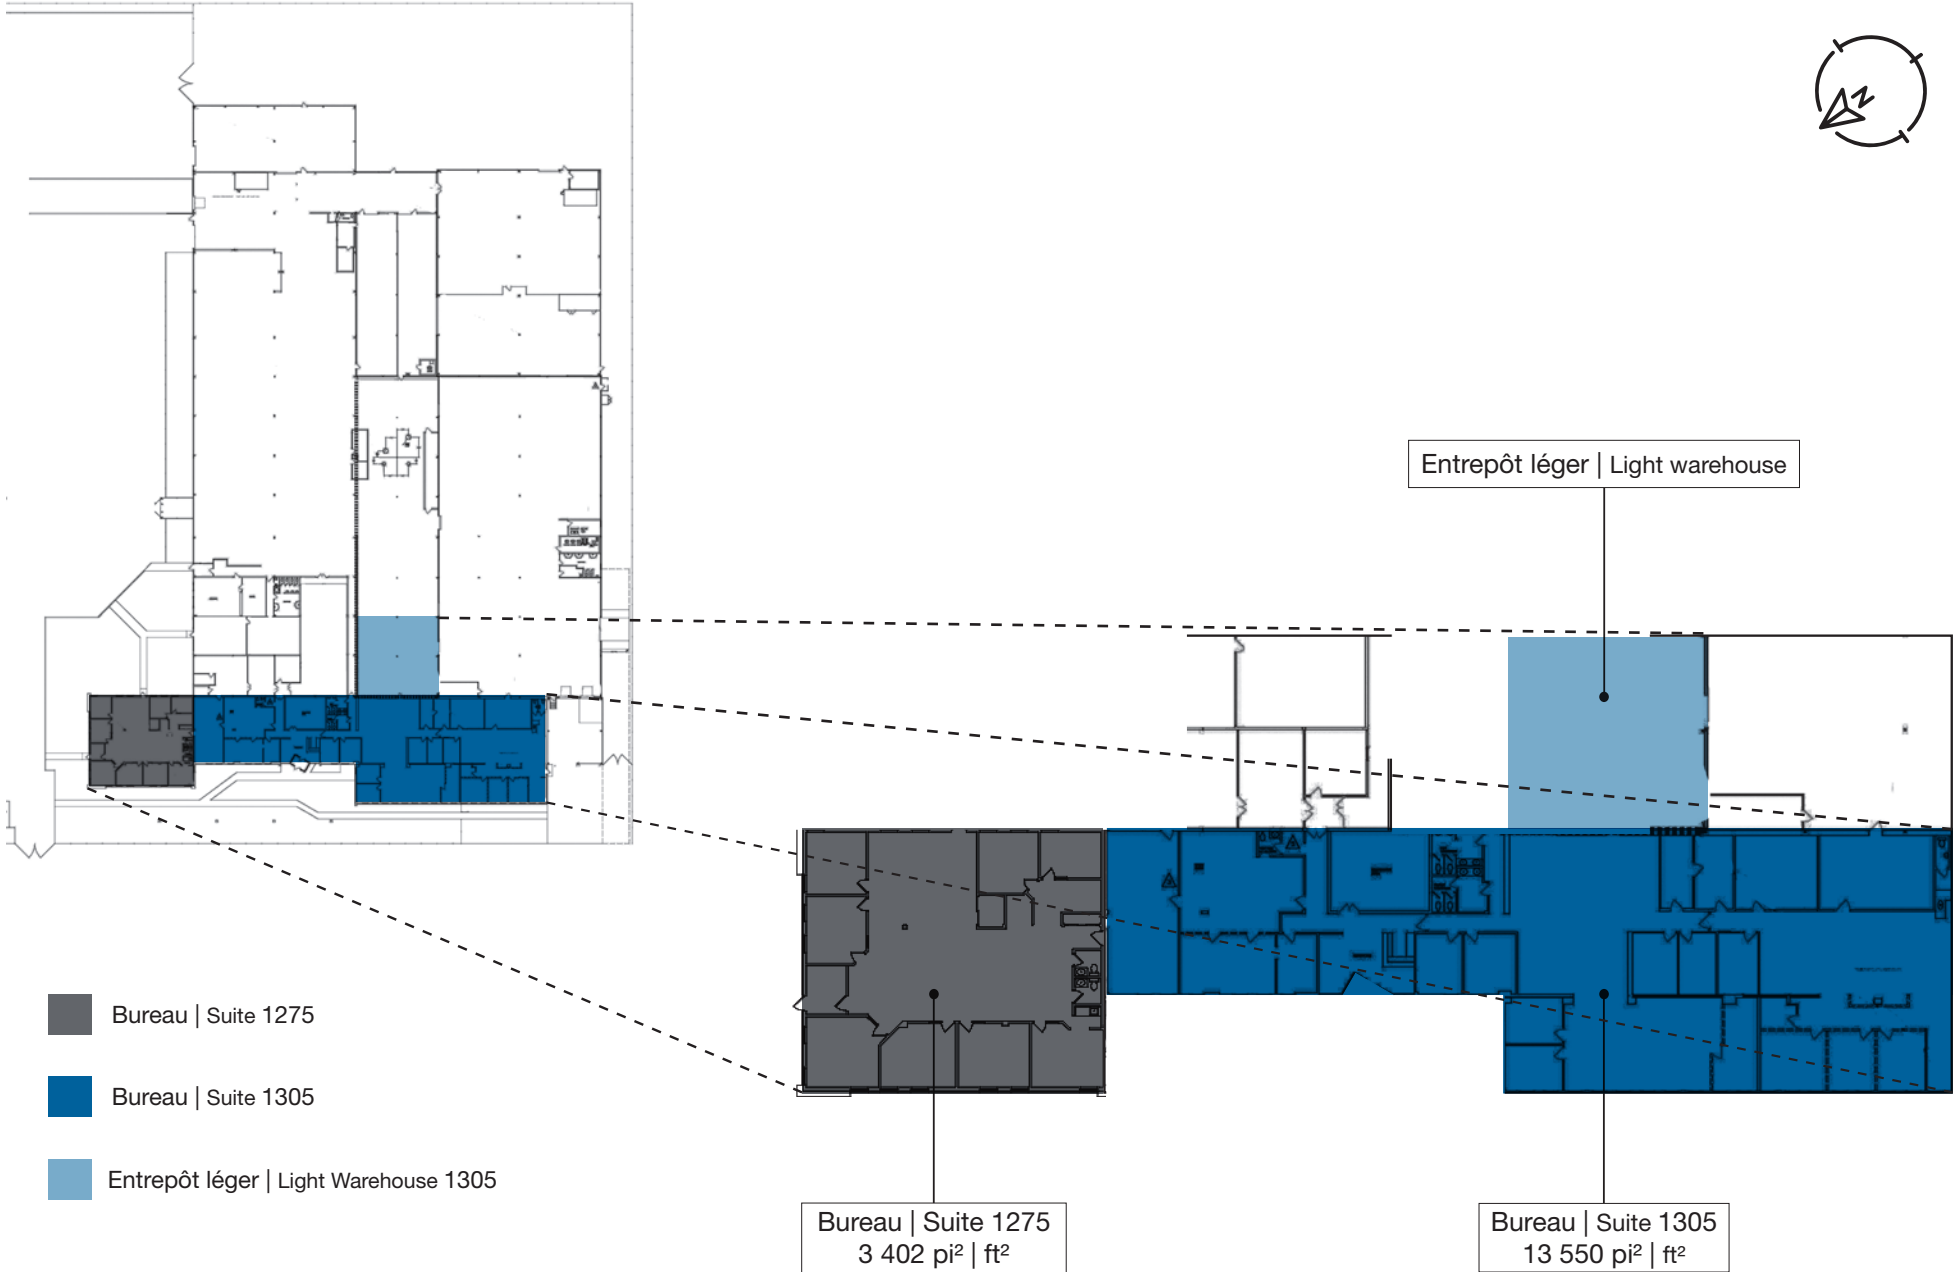 N
Entrepôt léger | Light warehouse
Bureau | Suite 1275
Bureau | Suite 1305
Entrepôt léger | Light Warehouse 1305
Bureau | Suite 1275
3 402 pi² | ft²
Bureau | Suite 1305
13 550 pi² | ft²